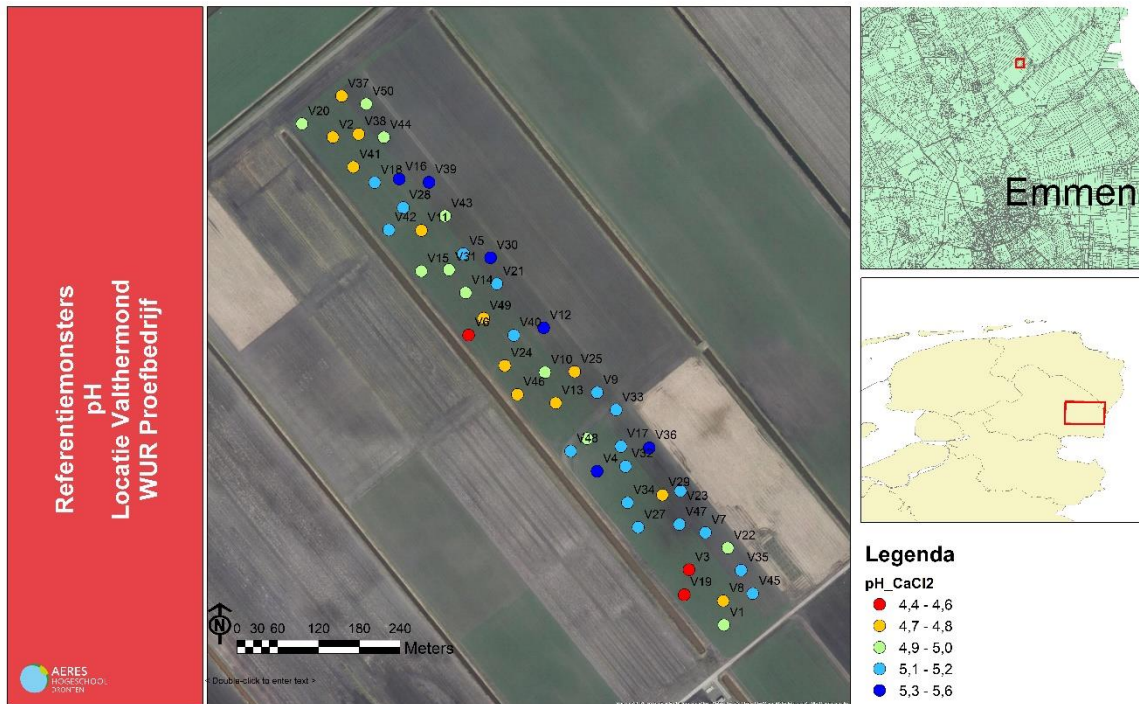 Referentiemonsters
pH
Locatie Valthermond
WUR Proefbedrijf
AERES
HOGESCHOOL
DRONTEN
V37
V50
V20
V2
V38
V44
V41
V18
V16
V39
V28
V43
V42
V11
V5
V30
V15
V31
V21
V14
V49
V12
V6
V40
V24
V10
V25
V46
V13
V9
V33
V17
V36
V48
V4
V32
V29
V34
V23
V27
V47
V7
V22
V3
V35
V19
V8
V45
V1
N
0 30 60 120 180 240
Meters
< Double-click to enter text >
Emmen
Legenda
pH_CaCl2
4,4 - 4,6
4,7 - 4,8
4,9 - 5,0
5,1 - 5,2
5,3 - 5,6